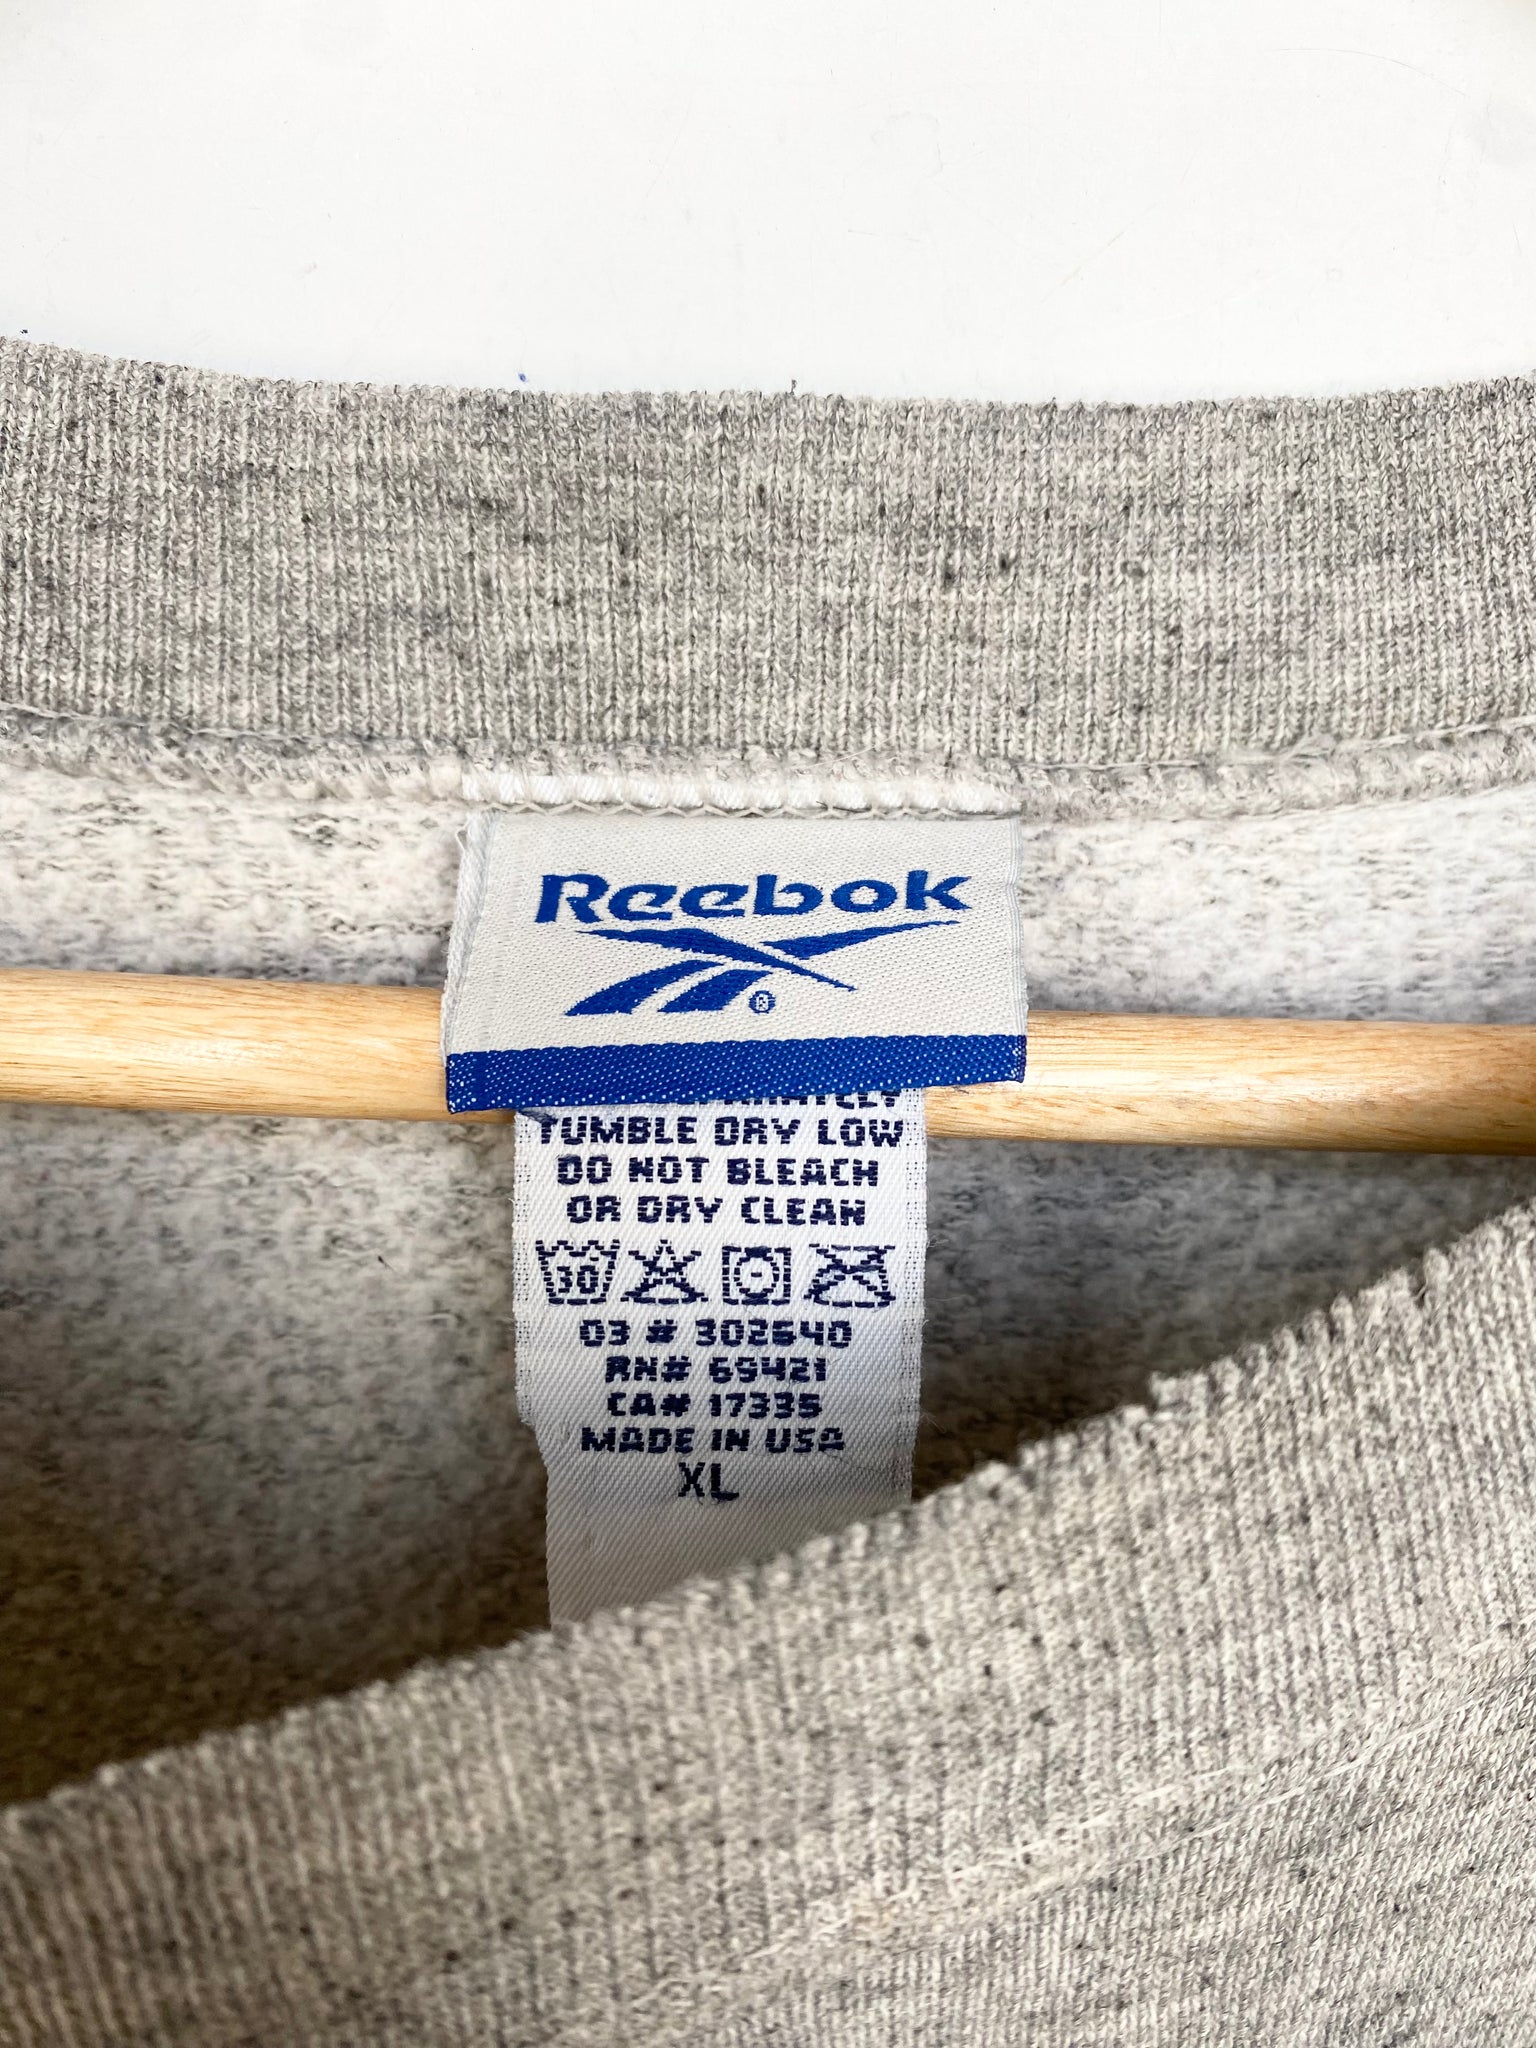 Reebok
®
TUMBLE DRY LOW
DO NOT BLEACH
OR DRY CLEAN
30
03 # 302640
RN# 69421
CA# 17335
MADE IN USA
XL